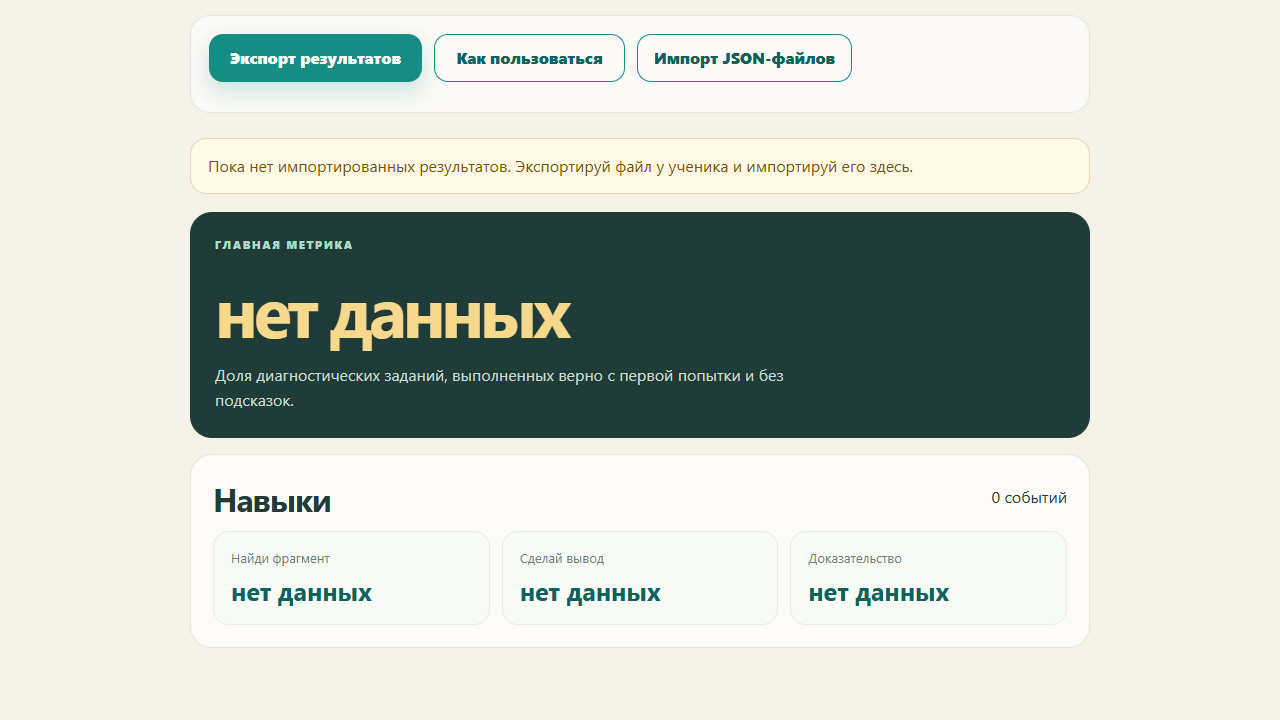 Экспорт результатов
Как пользоваться
Импорт JSON-файлов
Пока нет импортированных результатов. Экспортируй файл у ученика и импортируй его здесь.
ГЛАВНАЯ МЕТРИКА
нет данных
Доля диагностических заданий, выполненных верно с первой попытки и без
подсказок.
Навыки
0 событий
Найди фрагмент
нет данных
Сделай вывод
нет данных
Доказательство
нет данных